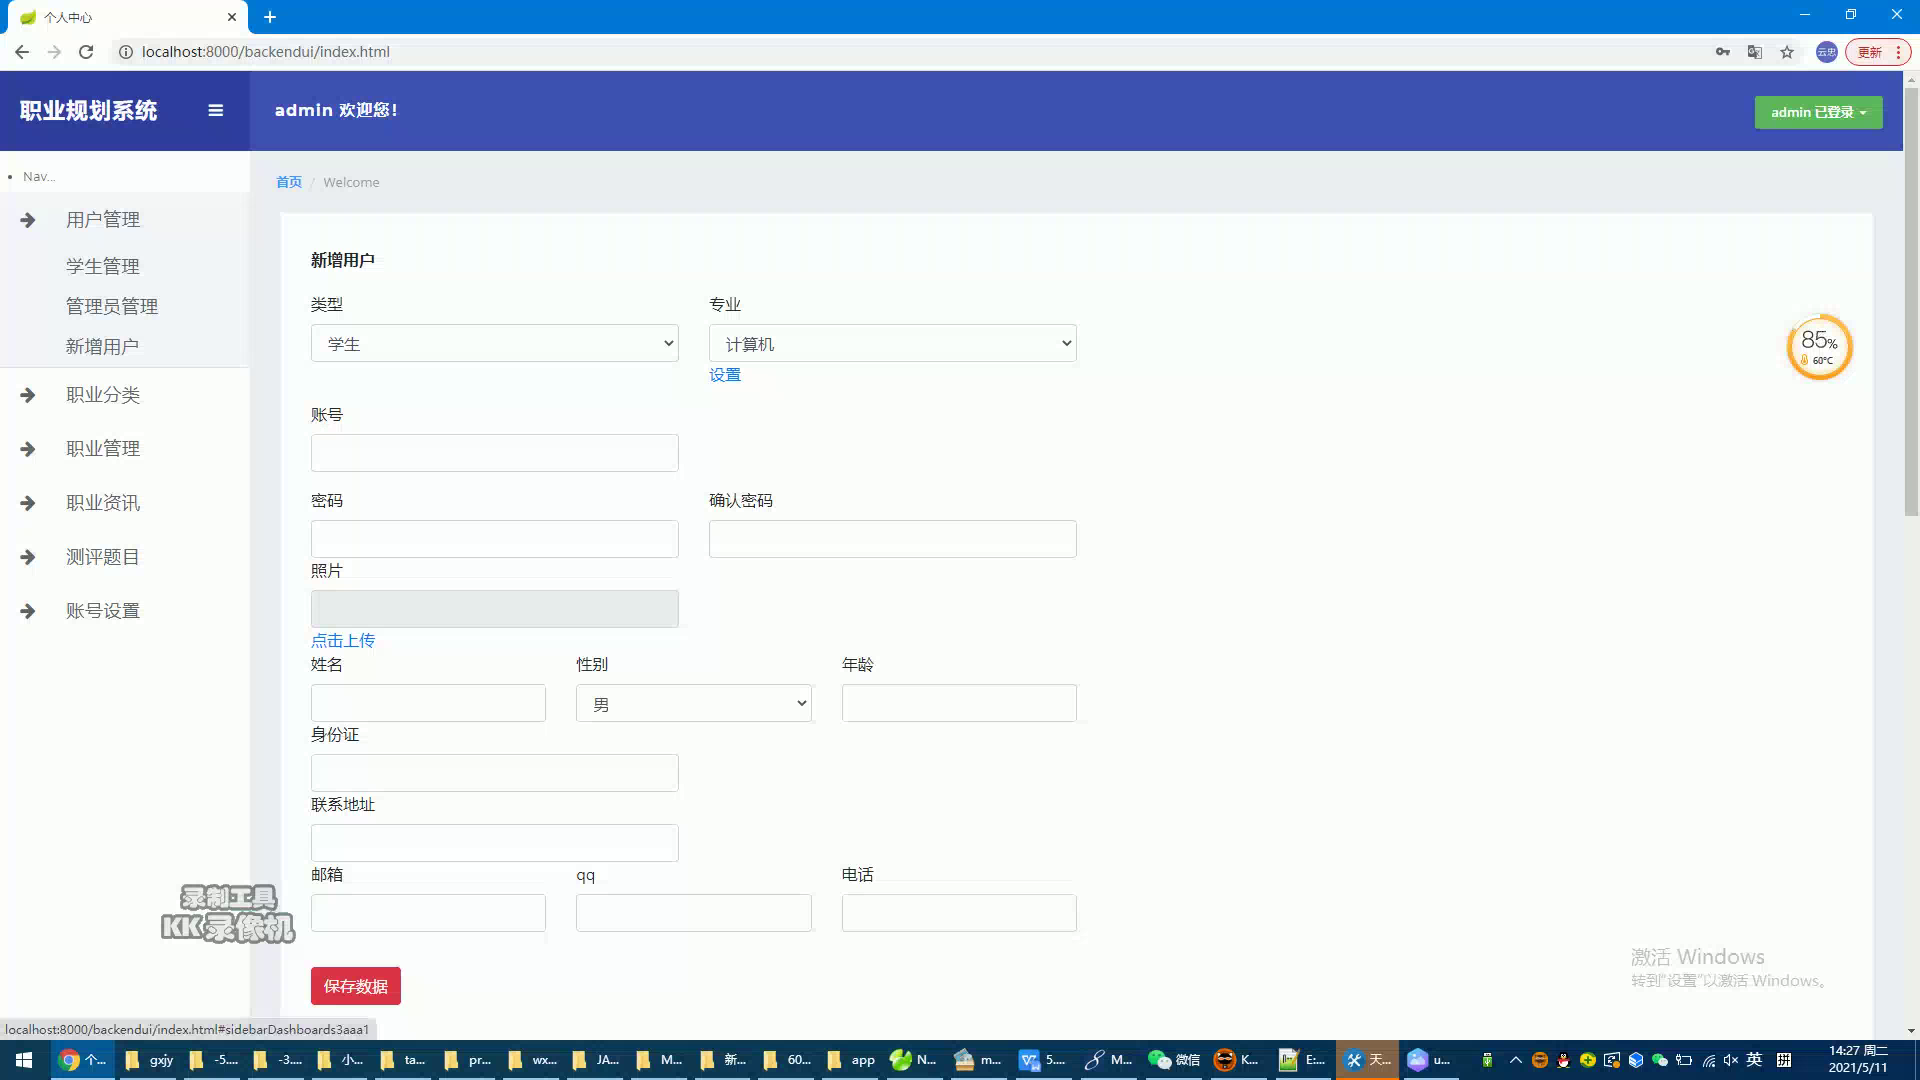 个人中心
localhost:8000/backendui/index.html
云忠
更新
职业规划系统
admin 欢迎您!
admin 已登录
Nav...
首页 / Welcome
用户管理
学生管理
管理员管理
新增用户
职业分类
职业管理
职业资讯
测评题目
账号设置
新增用户
类型
专业
学生
计算机
设置
账号
密码
确认密码
照片
点击上传
姓名
性别
年龄
男
身份证
联系地址
邮箱
qq
电话
保存数据
85%
60°C
录制工具
KK录像机
激活 Windows
转到"设置"以激活 Windows。
localhost:8000/backendui/index.html#sidebarDashboards3aaa1
个...
gxjy
-5....
-3....
小...
ta...
pr...
wx...
JA...
M...
新...
60...
app
N...
m...
5....
M...
微信
K...
E:...
天...
u...
英
14:27 周二
2021/5/11